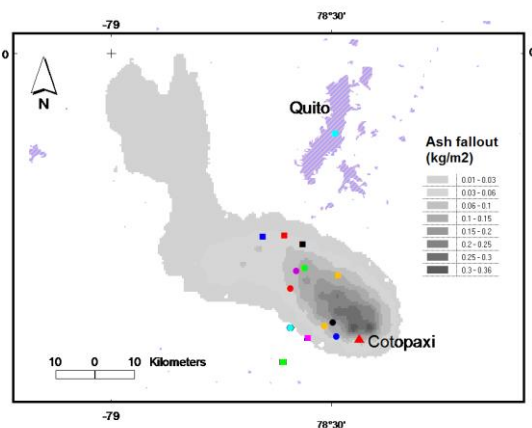 -79
78°30'
0
N
Quito
Ash fallout
(kg/m2)
0.01 - 0.03
0.03 - 0.06
0.06 - 0.1
0.1 - 0.15
0.15 - 0.2
0.2 - 0.25
0.25 - 0.3
0.3 - 0.36
Cotopaxi
10 0 10 Kilometers
-79
78°30'